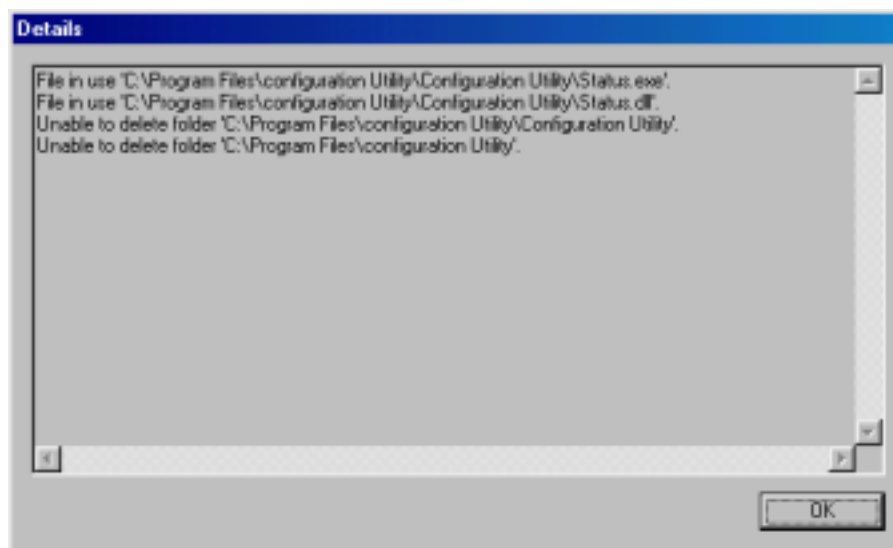 Details
File in use 'C:\Program Files\configuration Utility\Configuration Utility\Status.exe'.
File in use 'C:\Program Files\configuration Utility\Configuration Utility\Status.dll'.
Unable to delete folder 'C:\Program Files\configuration Utility\Configuration Utility'.
Unable to delete folder 'C:\Program Files\configuration Utility'.
OK